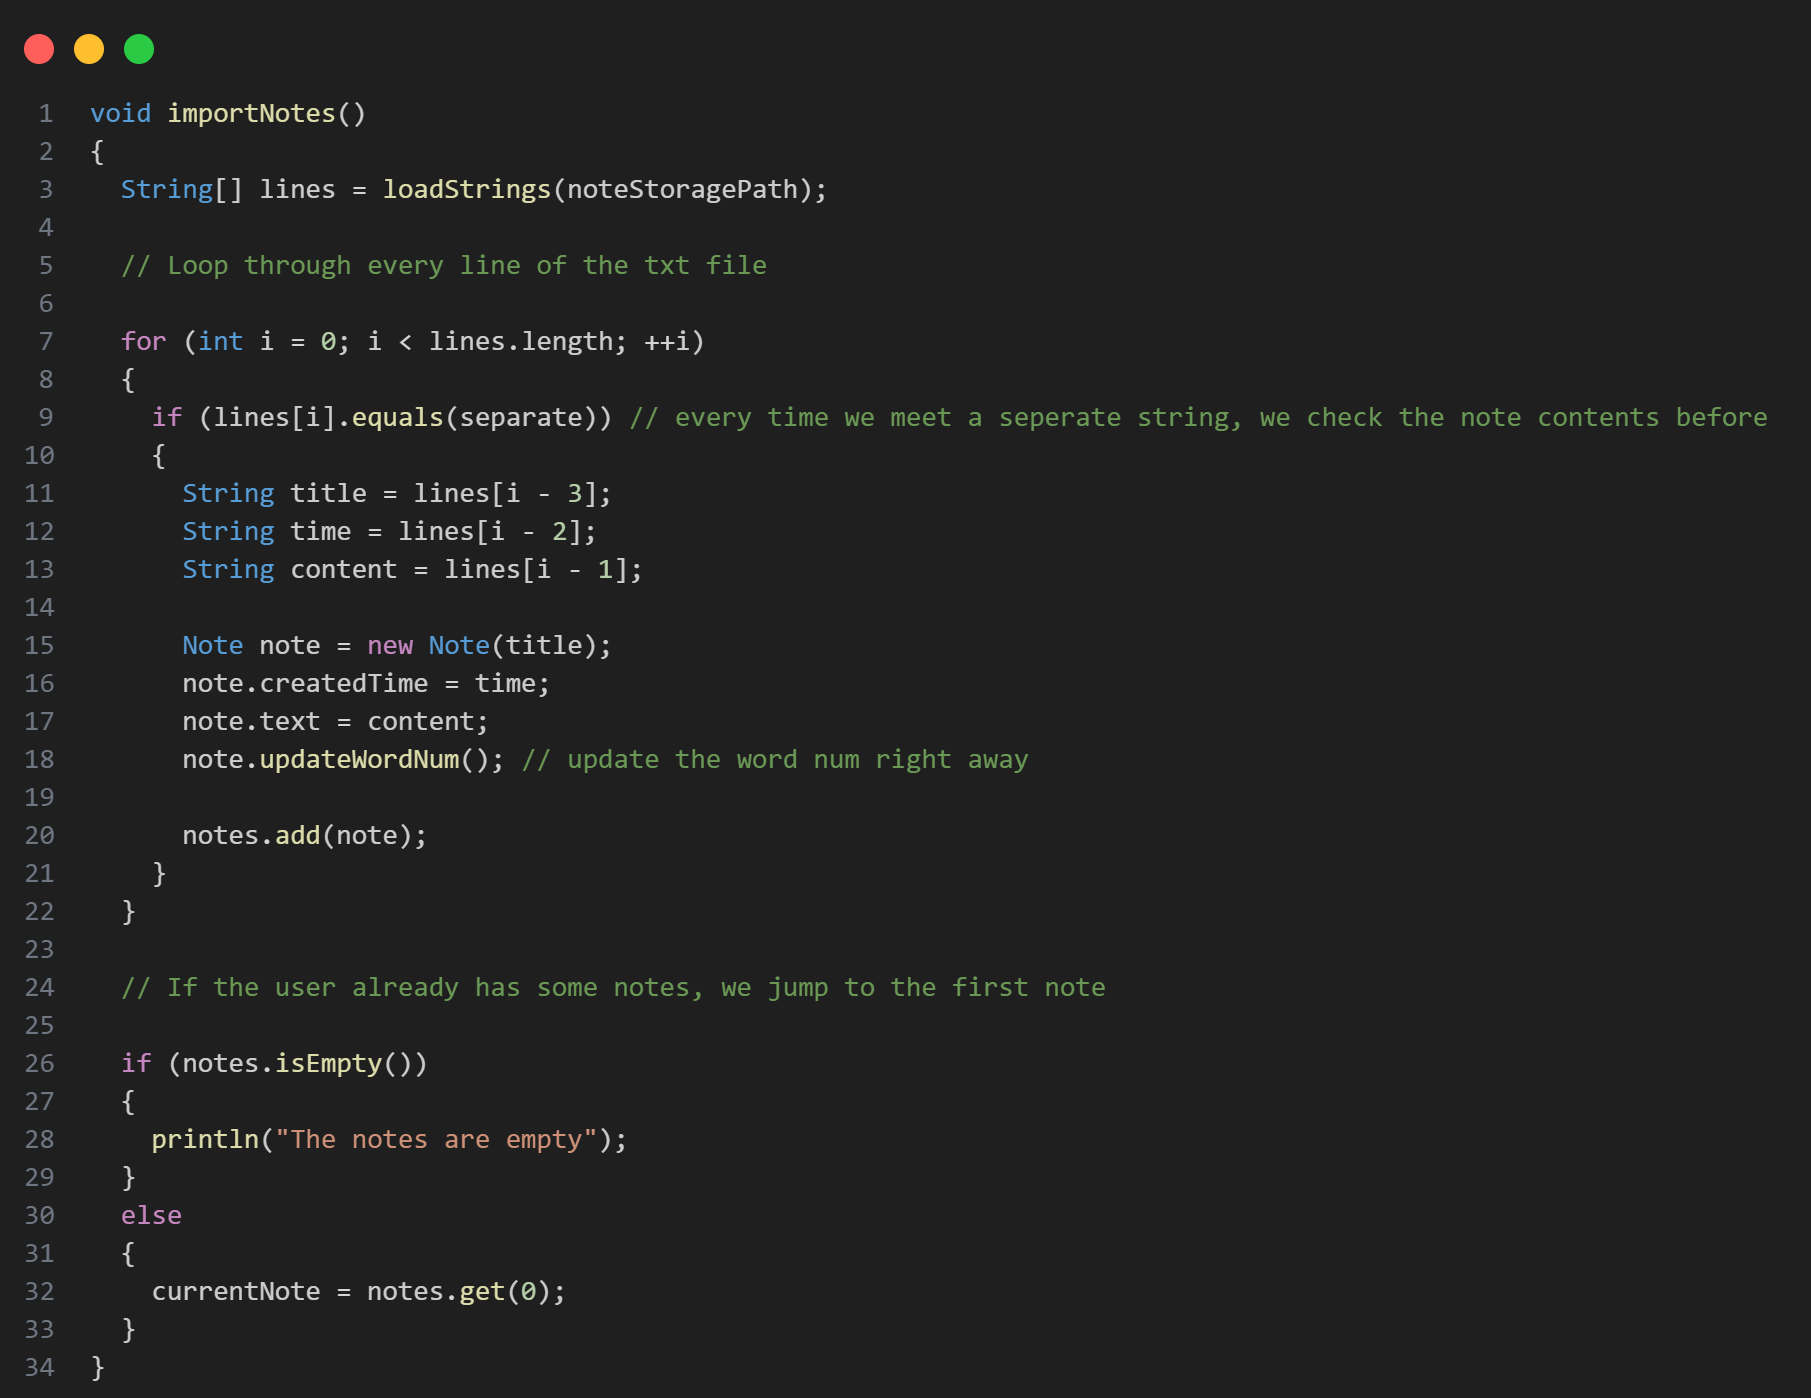 1 void importNotes()
2 {
3   String[] lines = loadStrings(noteStoragePath);
4
5   // Loop through every line of the txt file
6
7   for (int i = 0; i < lines.length; ++i)
8   {
9     if (lines[i].equals(separate)) // every time we meet a seperate string, we check the note contents before
10     {
11       String title = lines[i - 3];
12       String time = lines[i - 2];
13       String content = lines[i - 1];
14
15       Note note = new Note(title);
16       note.createdTime = time;
17       note.text = content;
18       note.updateWordNum(); // update the word num right away
19
20       notes.add(note);
21     }
22   }
23
24   // If the user already has some notes, we jump to the first note
25
26   if (notes.isEmpty())
27   {
28     println("The notes are empty");
29   }
30   else
31   {
32     currentNote = notes.get(0);
33   }
34 }